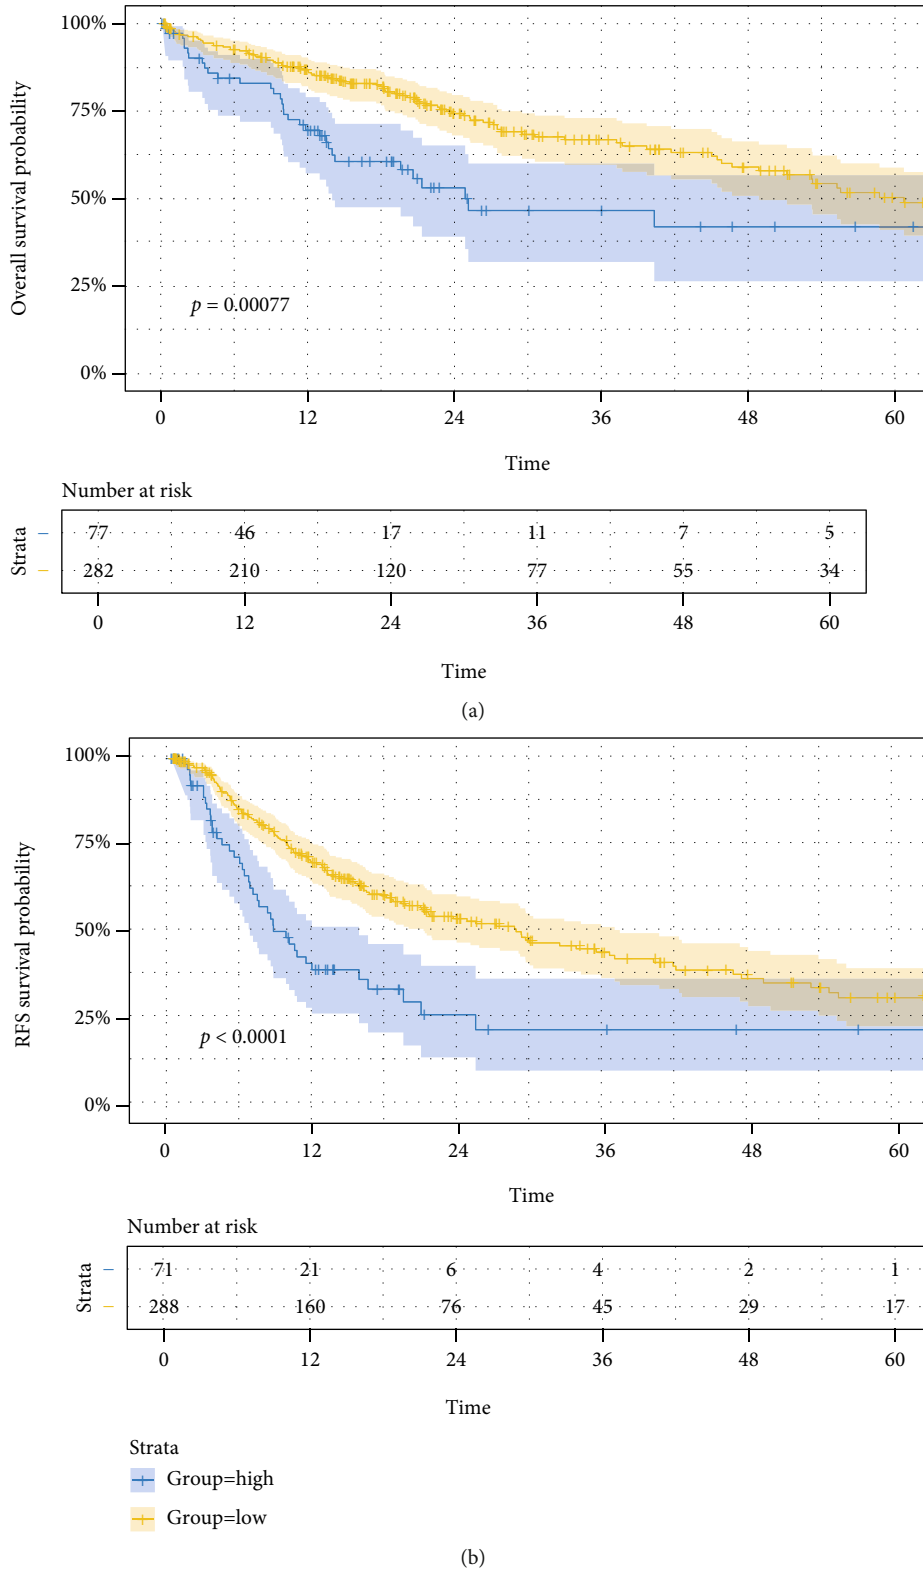 100%
75%
50%
25%
0%
Overall survival probability
p = 0.00077
0 12 24 36 48 60
Time
Number at risk
Strata
77 46 17 11 7 5
282 210 120 77 55 34
0 12 24 36 48 60
Time
(a)
100%
75%
50%
25%
0%
RFS survival probability
p < 0.0001
0 12 24 36 48 60
Time
Number at risk
Strata
71 21 6 4 2 1
288 160 76 45 29 17
0 12 24 36 48 60
Time
Strata
Group=high
Group=low
(b)